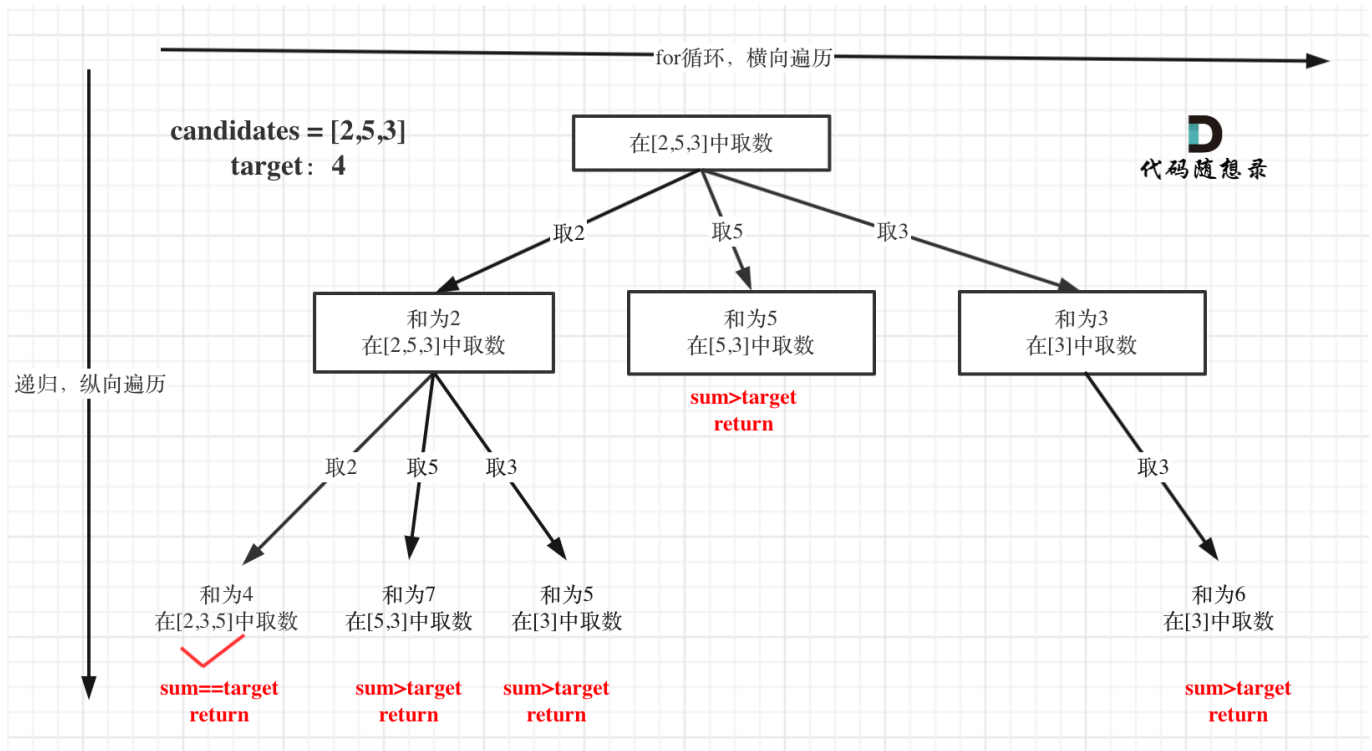 for循环，横向遍历
candidates = [2,5,3]
target：4
在[2,5,3]中取数
代码随想录
取2
取5
取3
和为2
在[2,5,3]中取数
和为5
在[5,3]中取数
和为3
在[3]中取数
递归，纵向遍历
sum>target
return
取2
取5
取3
取3
和为4
在[2,3,5]中取数
和为7
在[5,3]中取数
和为5
在[3]中取数
和为6
在[3]中取数
sum==target
return
sum>target
return
sum>target
return
sum>target
return